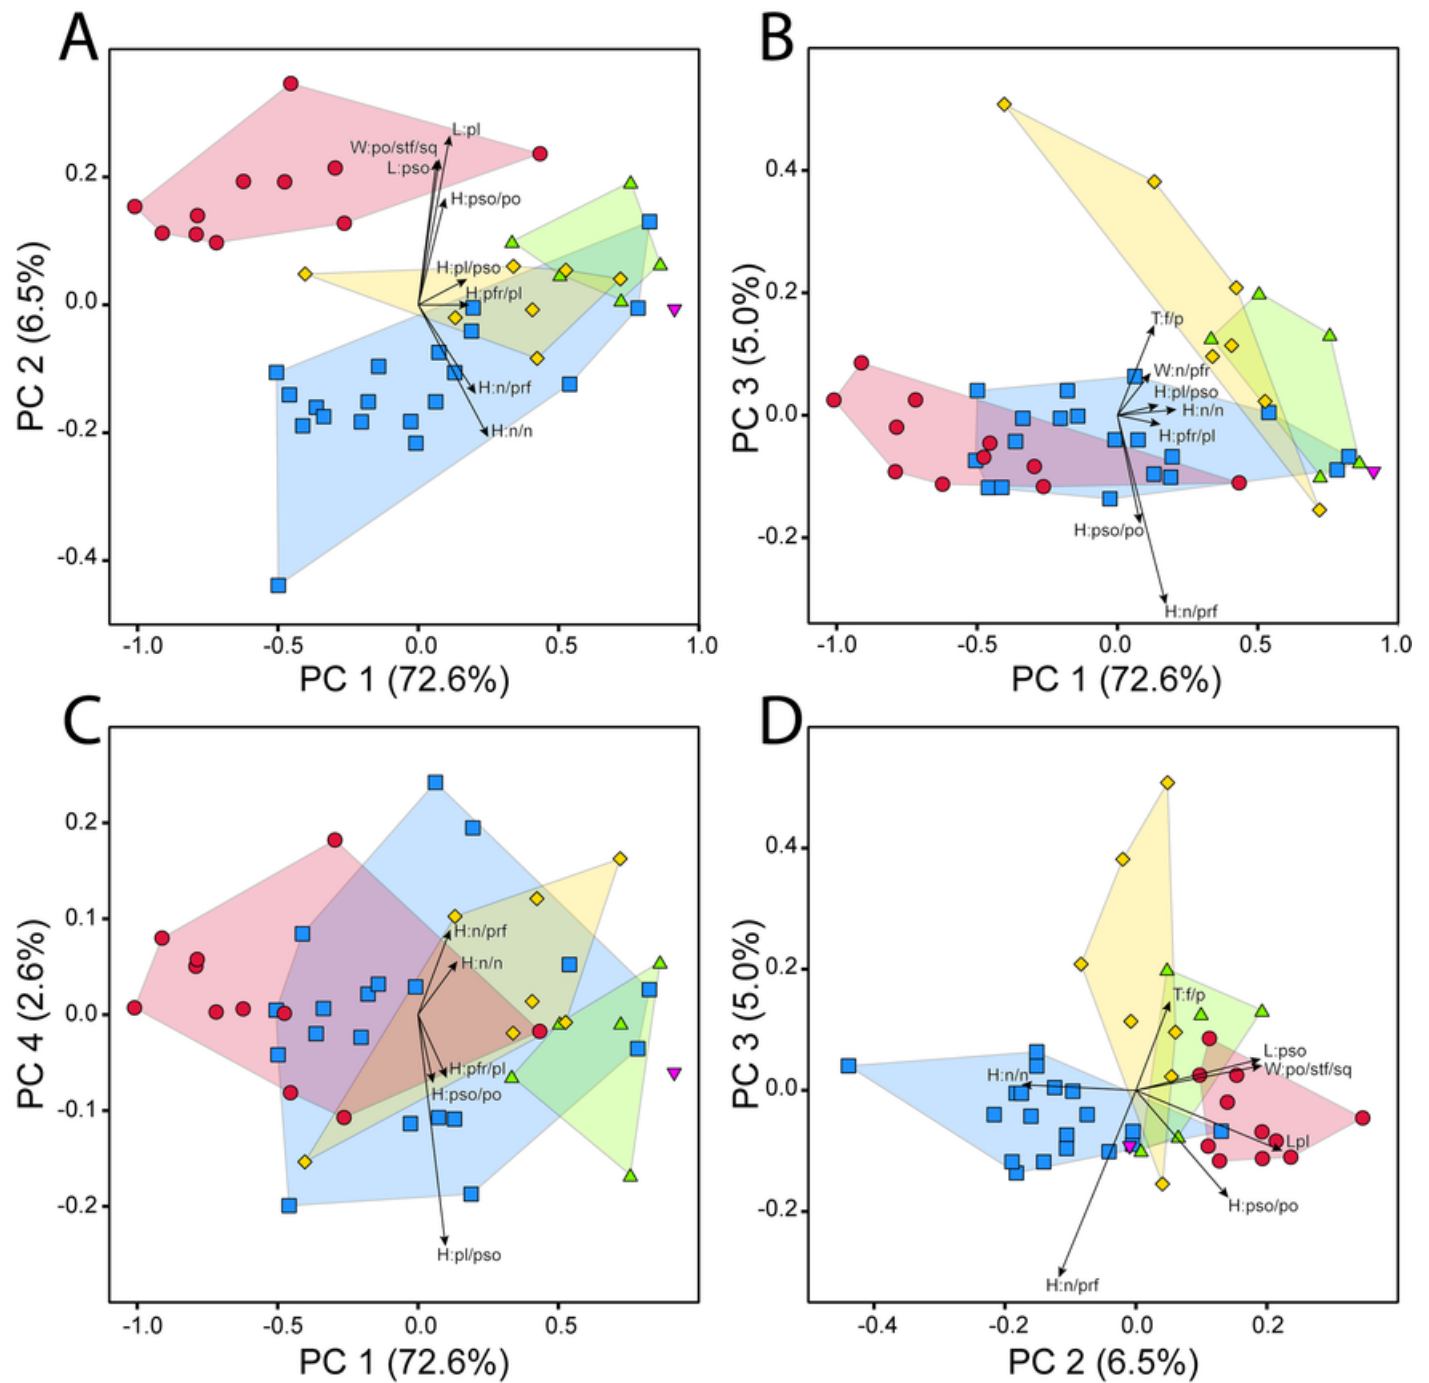 A
L:pl
W:po/stf/sq
L:pso
H:pso/po
H:pl/pso
H:pfr/pl
H:n/prf
H:n/n
0.2
0.0
-0.2
-0.4
PC 2 (6.5%)
-1.0 -0.5 0.0 0.5 1.0
PC 1 (72.6%)
B
T:f/p
W:n/pfr
H:pl/pso
H:n/n
H:pfr/pl
H:pso/po
H:n/prf
0.4
0.2
0.0
-0.2
PC 3 (5.0%)
-1.0 -0.5 0.0 0.5 1.0
PC 1 (72.6%)
C
H:n/prf
H:n/n
H:pfr/pl
H:pso/po
H:pl/pso
0.2
0.1
0.0
-0.1
-0.2
PC 4 (2.6%)
-1.0 -0.5 0.0 0.5
PC 1 (72.6%)
D
T:f/p
L:pso
W:po/stf/sq
H:n/n
Lpl
H:pso/po
H:n/prf
0.4
0.2
0.0
-0.2
PC 3 (5.0%)
-0.4 -0.2 0.0 0.2
PC 2 (6.5%)